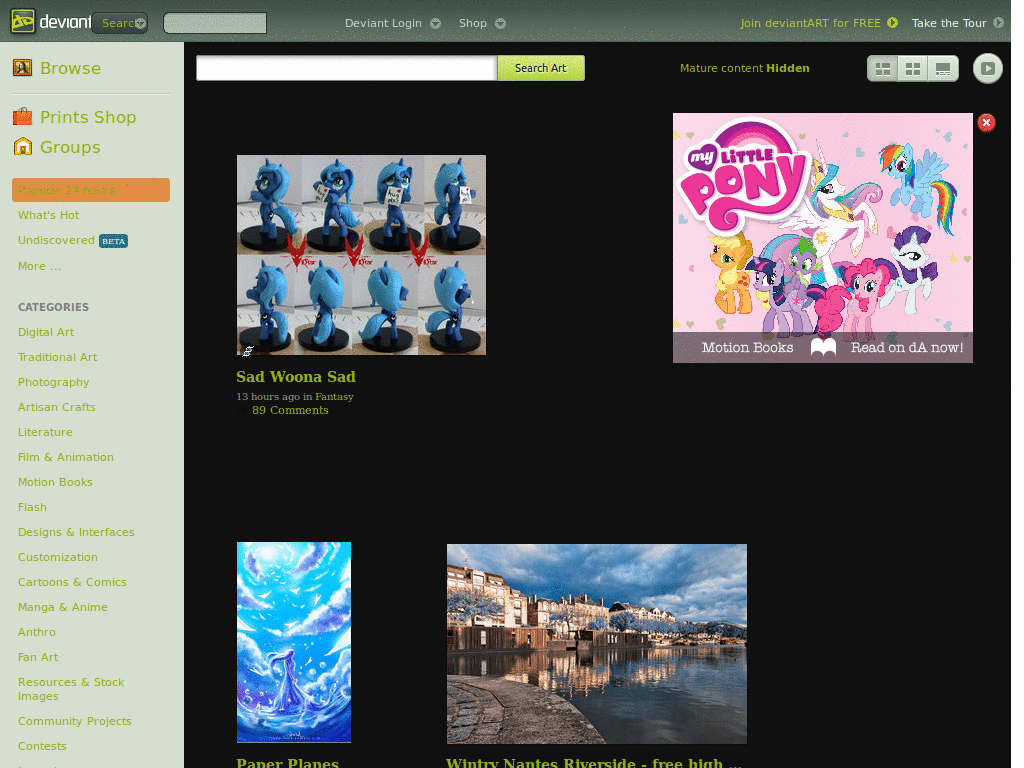 deviant
Search
Deviant Login
Shop
Join deviantART for FREE
Take the Tour
Browse
Prints Shop
Groups
Popular 24 hours
What's Hot
Undiscovered BETA
More ...
CATEGORIES
Digital Art
Traditional Art
Photography
Artisan Crafts
Literature
Film & Animation
Motion Books
Flash
Designs & Interfaces
Customization
Cartoons & Comics
Manga & Anime
Anthro
Fan Art
Resources & Stock
Images
Community Projects
Contests
Search Art
Mature content Hidden
my LiTTLE
PONY
Motion Books
Read on dA now!
Sad Woona Sad
13 hours ago in Fantasy
89 Comments
Paper Planes
Wintry Nantes Riverside - free high ...